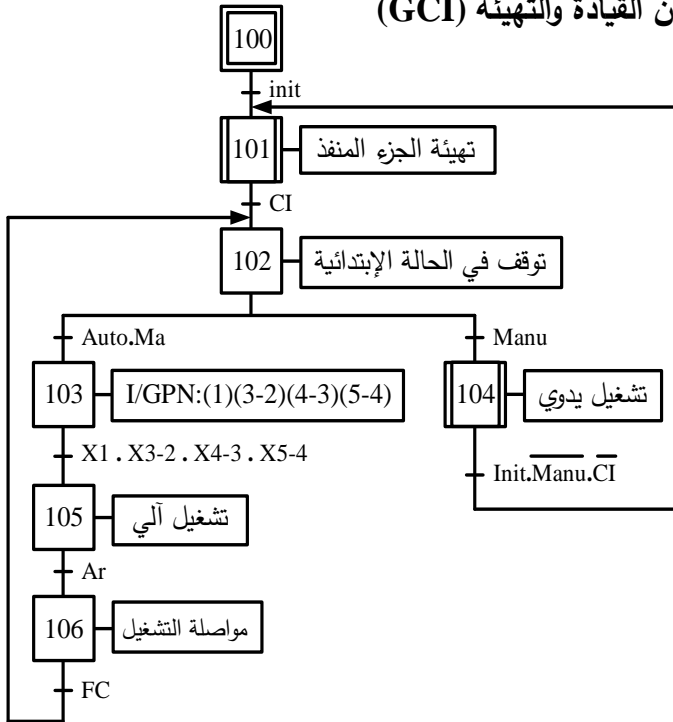 ن القيادة والتهيئة (GCI)
100
init
101 تهيئة الجزء المنفذ
CI
102 توقف في الحالة الإبتدائية
Auto.Ma Manu
103 I/GPN:(1)(3-2)(4-3)(5-4) 104 تشغيل يدوي
X1 . X3-2 . X4-3 . X5-4 Init.M̅a̅n̅u̅.C̅I̅
105 تشغيل آلي
Ar
106 مواصلة التشغيل
FC